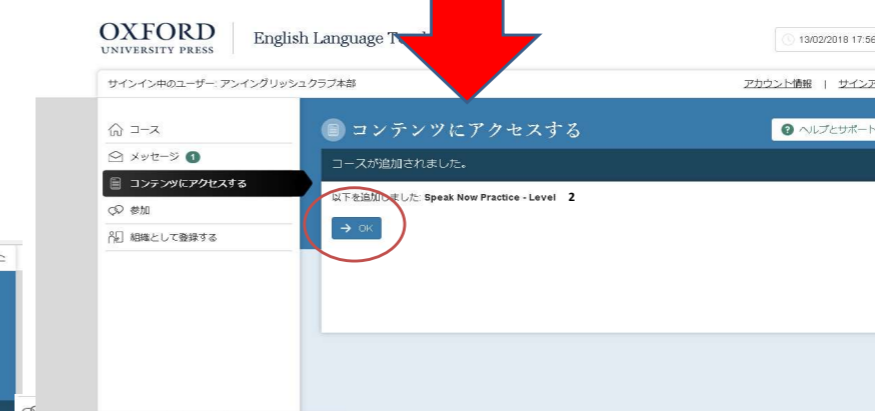 OXFORD
UNIVERSITY PRESS
English Language
13/02/2018 17:56
サインイン中のユーザー: アンイングリッシュクラブ本部
アカウント情報 | サインア
コース
メッセージ 1
コンテンツにアクセスする
参加
組織として登録する
コンテンツにアクセスする
? ヘルプとサポート
コースが追加されました。
以下を追加しました: Speak Now Practice - Level 2
→ OK